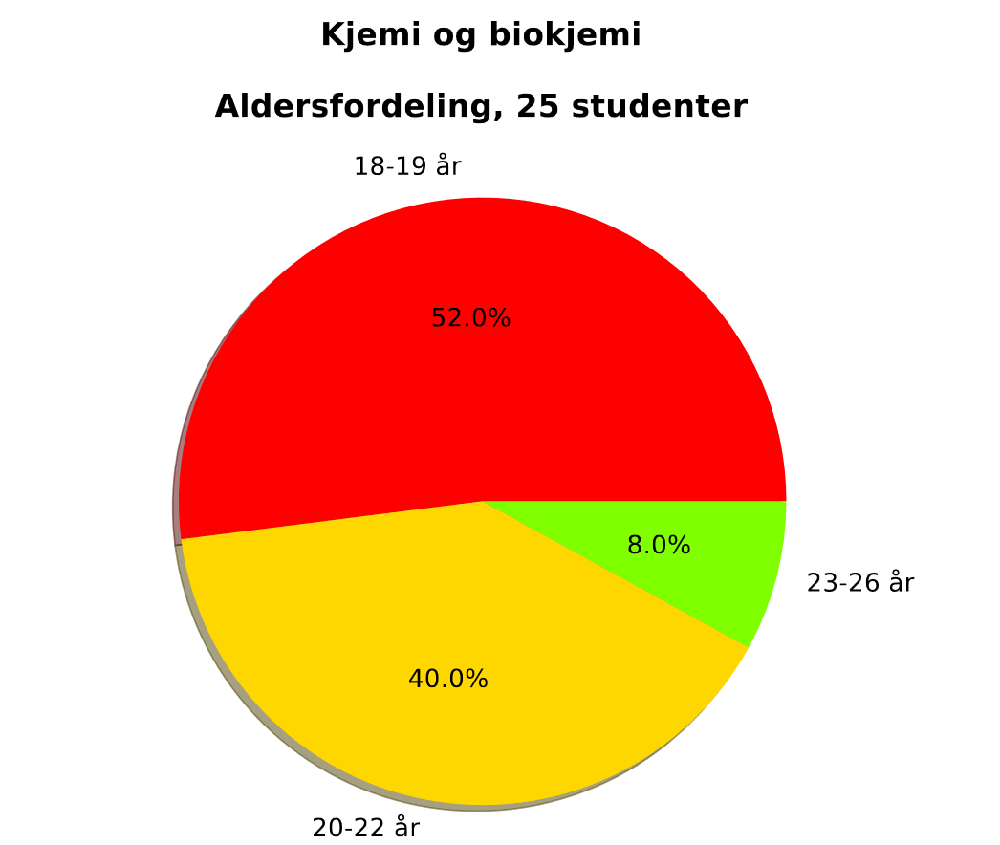 Kjemi og biokjemi
Aldersfordeling, 25 studenter
18-19 år
52.0%
8.0%
23-26 år
40.0%
20-22 år